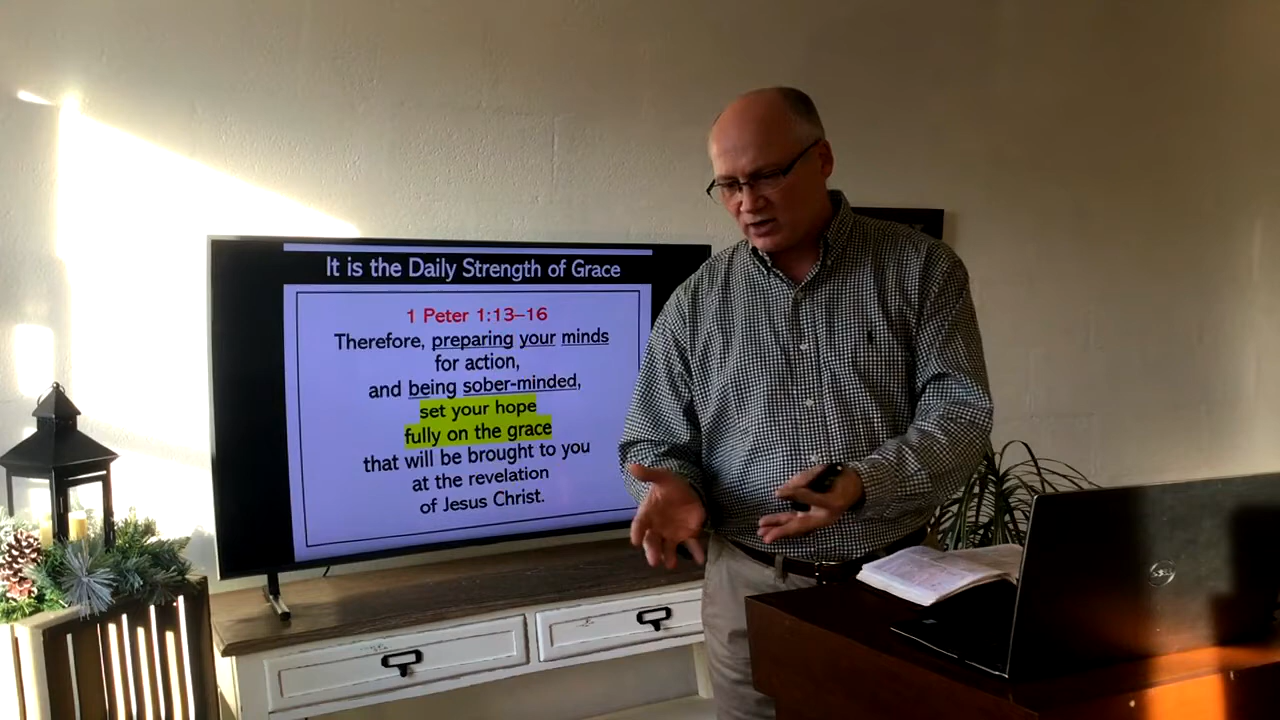 It is the Daily Strength of Grace
1 Peter 1:13–16
Therefore, preparing your minds
for action,
and being sober-minded,
set your hope
fully on the grace
that will be brought to you
at the revelation
of Jesus Christ.